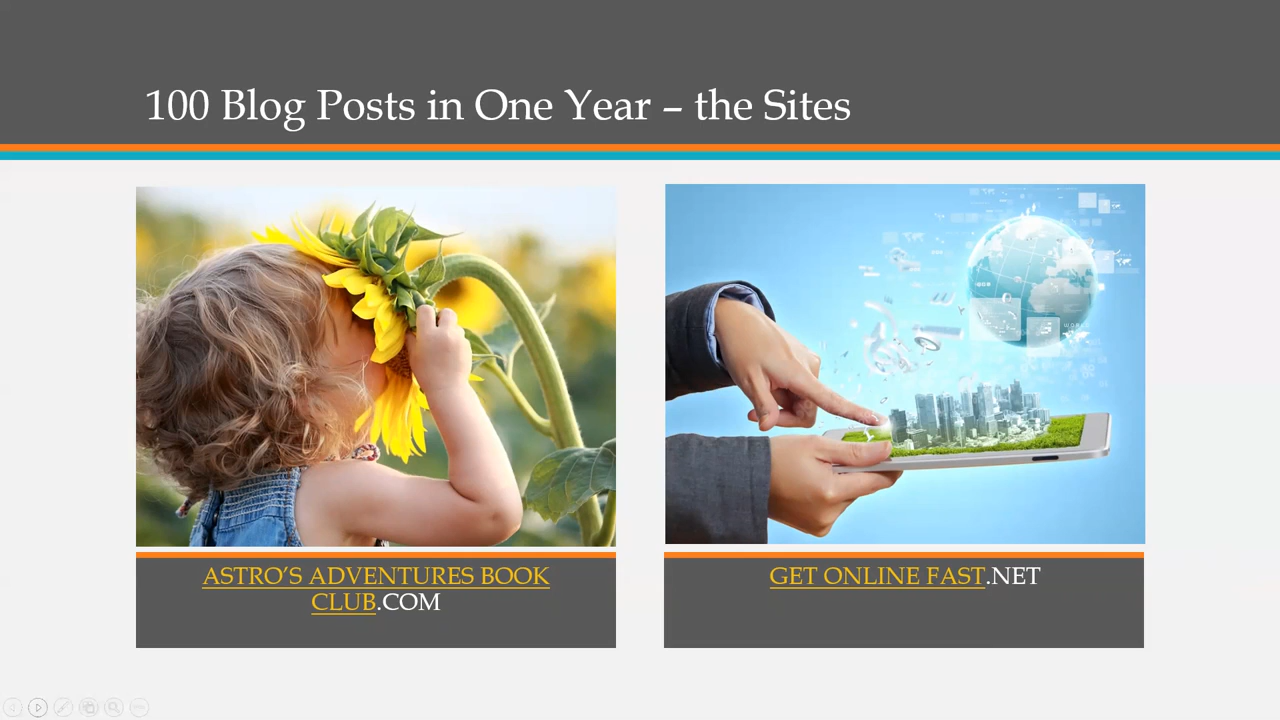 100 Blog Posts in One Year – the Sites
ASTRO’S ADVENTURES BOOK
CLUB.COM
GET ONLINE FAST.NET